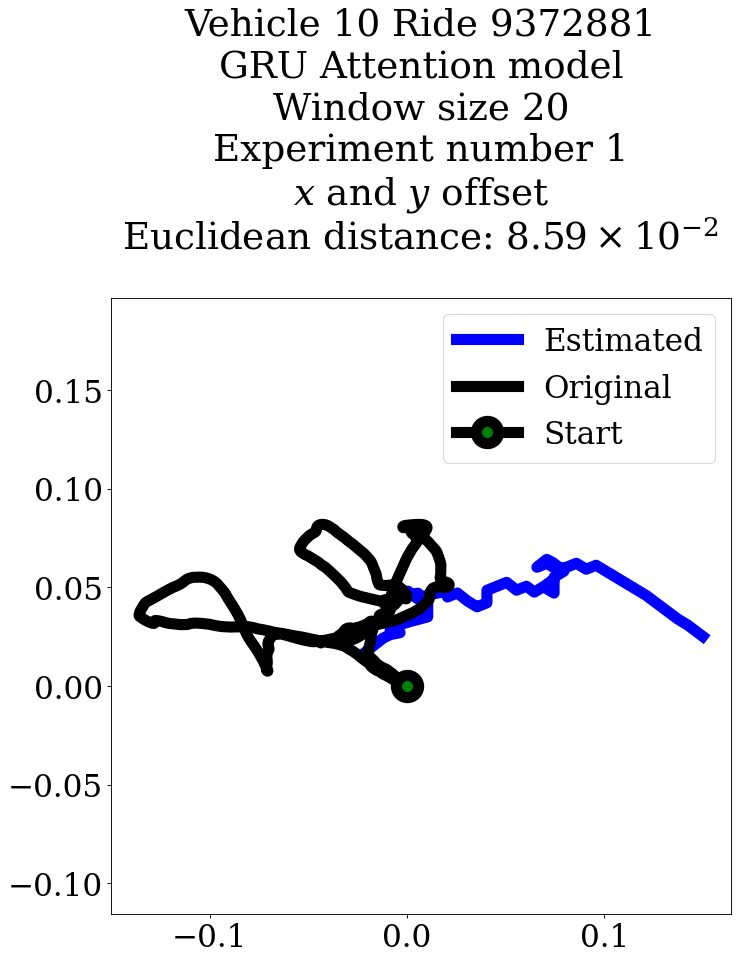 Vehicle 10 Ride 9372881
GRU Attention model
Window size 20
Experiment number 1
x and y offset
Euclidean distance: 8.59 × 10⁻²
Estimated
Original
Start
0.15
0.10
0.05
0.00
−0.05
−0.10
−0.1 0.0 0.1